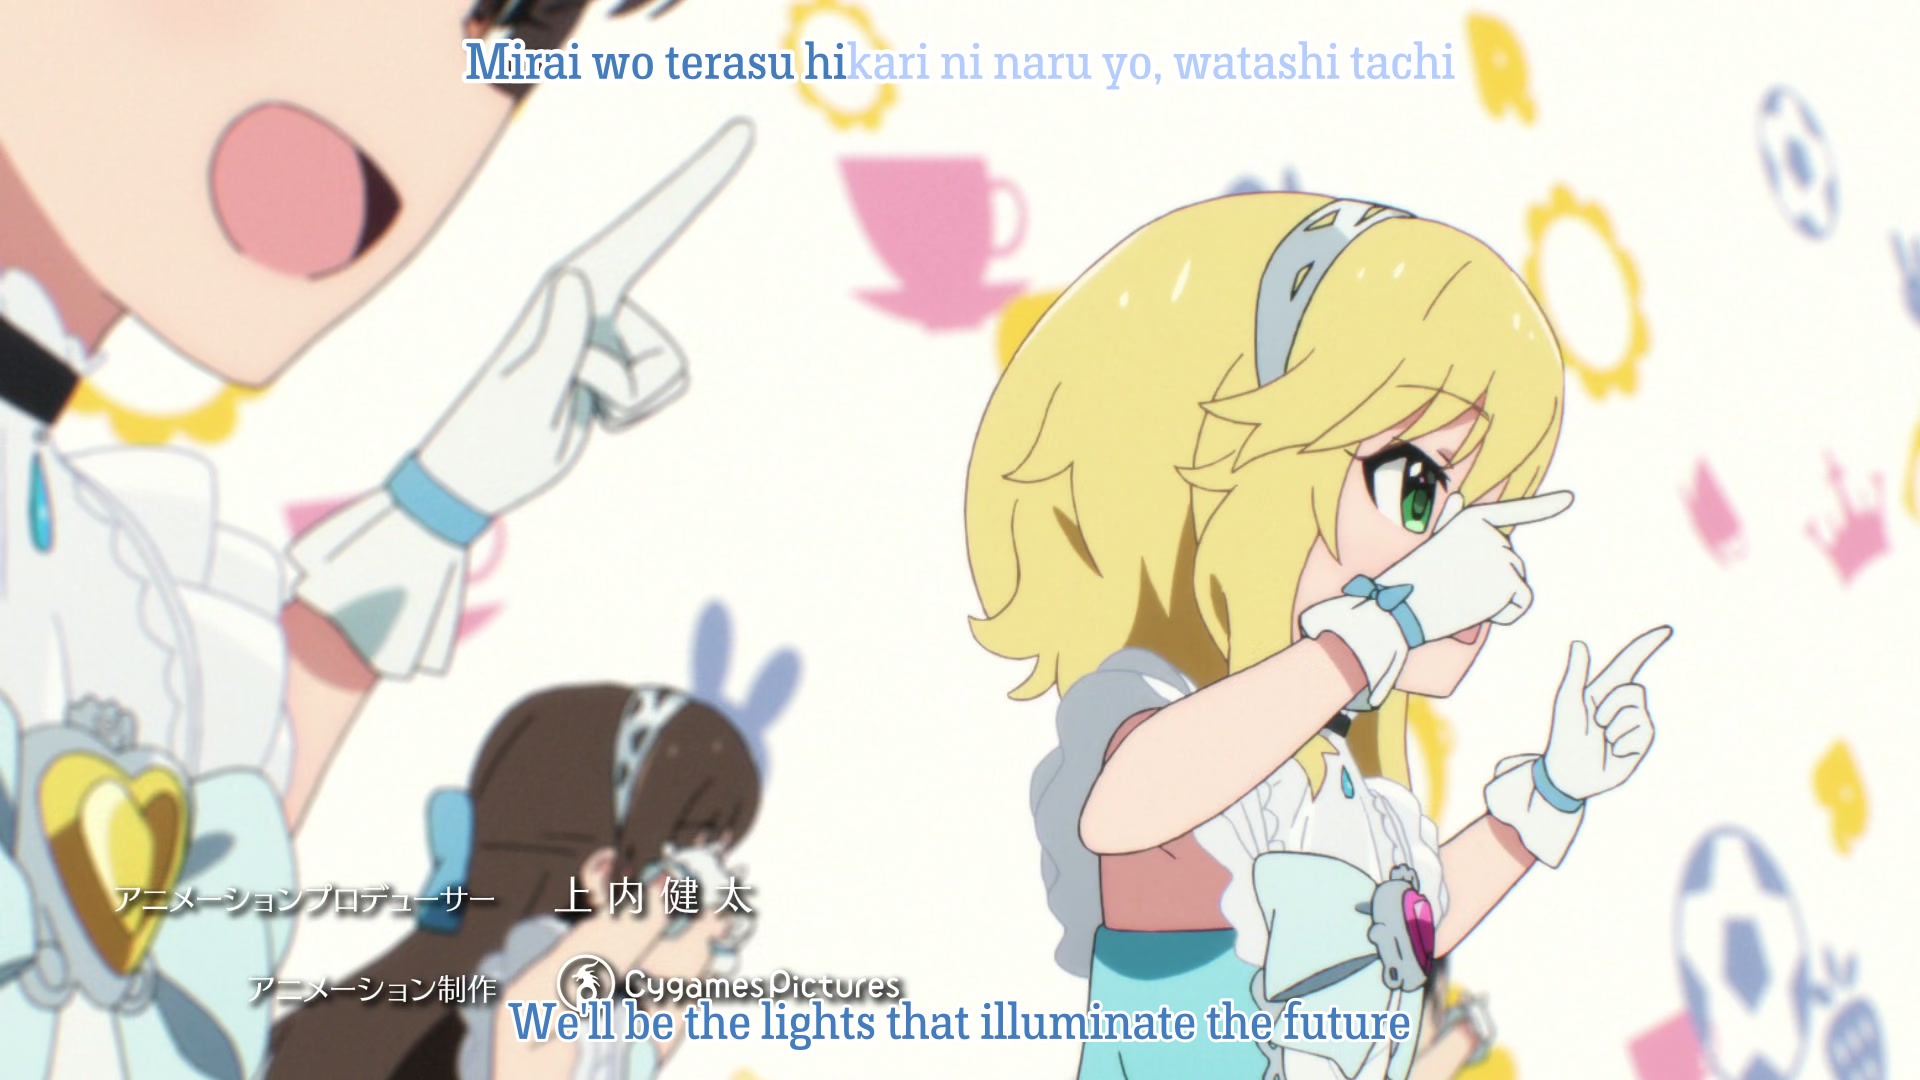 Mirai wo terasu hikari ni naru yo, watashi tachi
アニメーションプロデューサー 上内健太
アニメーション制作 CygamesPictures
We'll be the lights that illuminate the future